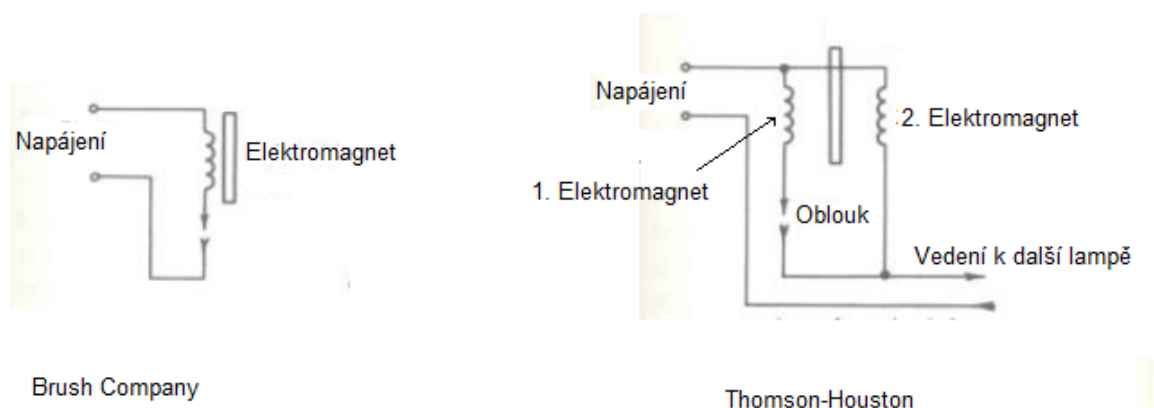 Napájení
Elektromagnet
Brush Company
Napájení
1. Elektromagnet
2. Elektromagnet
Oblouk
Vedení k další lampě
Thomson-Houston